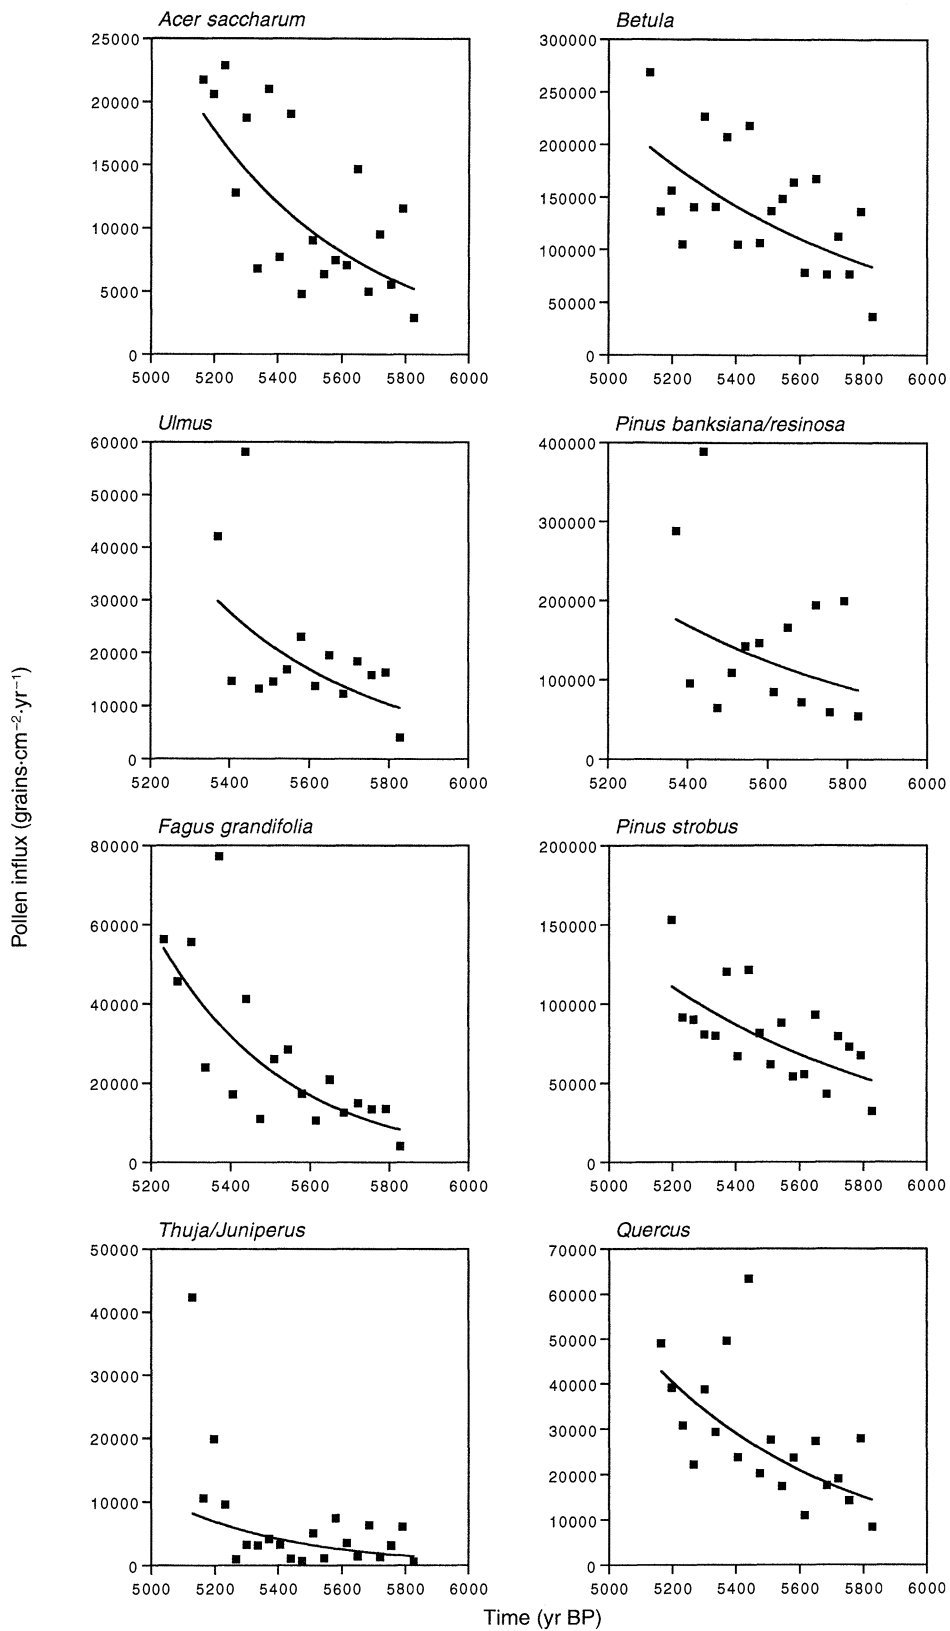 Acer saccharum
25000
20000
15000
10000
5000
0
5000 5200 5400 5600 5800 6000
Betula
300000
250000
200000
150000
100000
50000
0
5000 5200 5400 5600 5800 6000
Ulmus
60000
50000
40000
30000
20000
10000
0
5200 5400 5600 5800 6000
Pinus banksiana/resinosa
400000
300000
200000
100000
0
5200 5400 5600 5800 6000
Pollen influx (grains·cm⁻²·yr⁻¹)
Fagus grandifolia
80000
60000
40000
20000
0
5200 5400 5600 5800 6000
Pinus strobus
200000
150000
100000
50000
0
5000 5200 5400 5600 5800 6000
Thuja/Juniperus
50000
40000
30000
20000
10000
0
5000 5200 5400 5600 5800 6000
Quercus
70000
60000
50000
40000
30000
20000
10000
0
5000 5200 5400 5600 5800 6000
Time (yr BP)